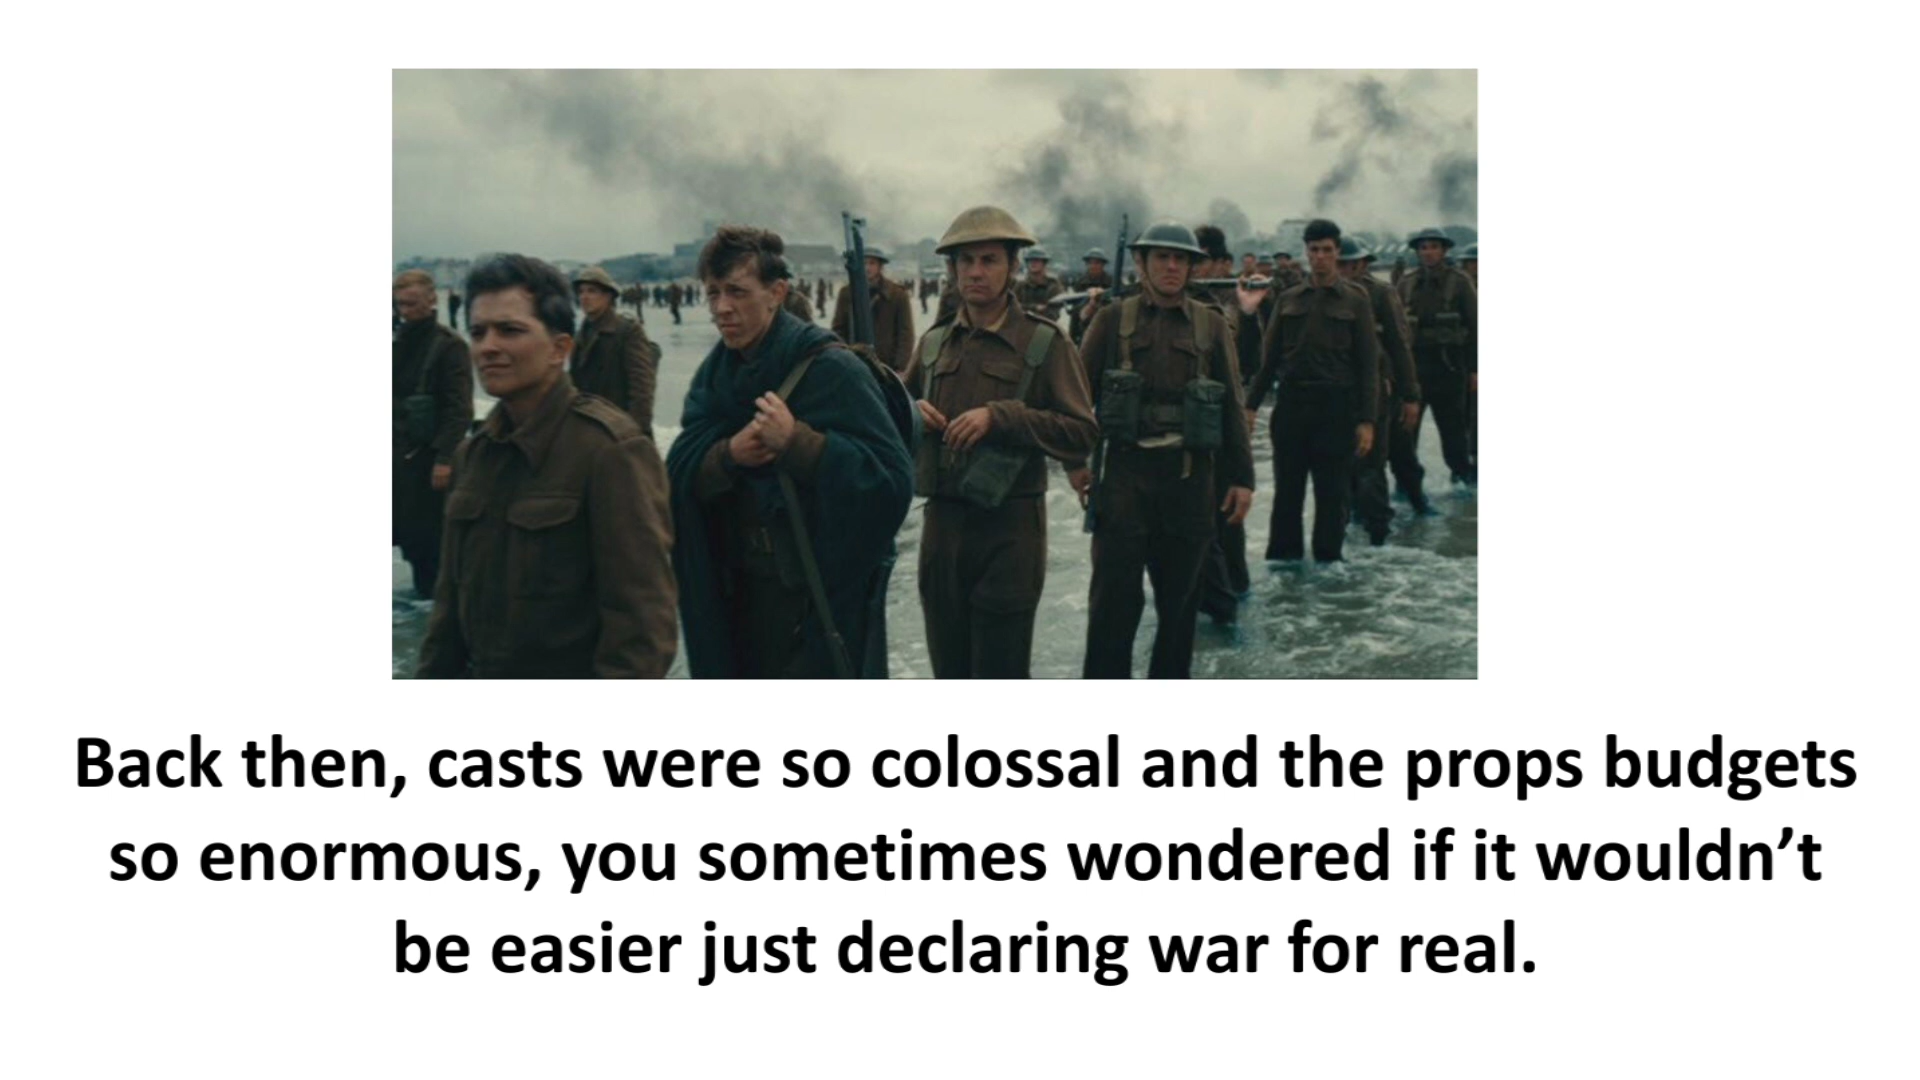 Back then, casts were so colossal and the props budgets
so enormous, you sometimes wondered if it wouldn’t
be easier just declaring war for real.